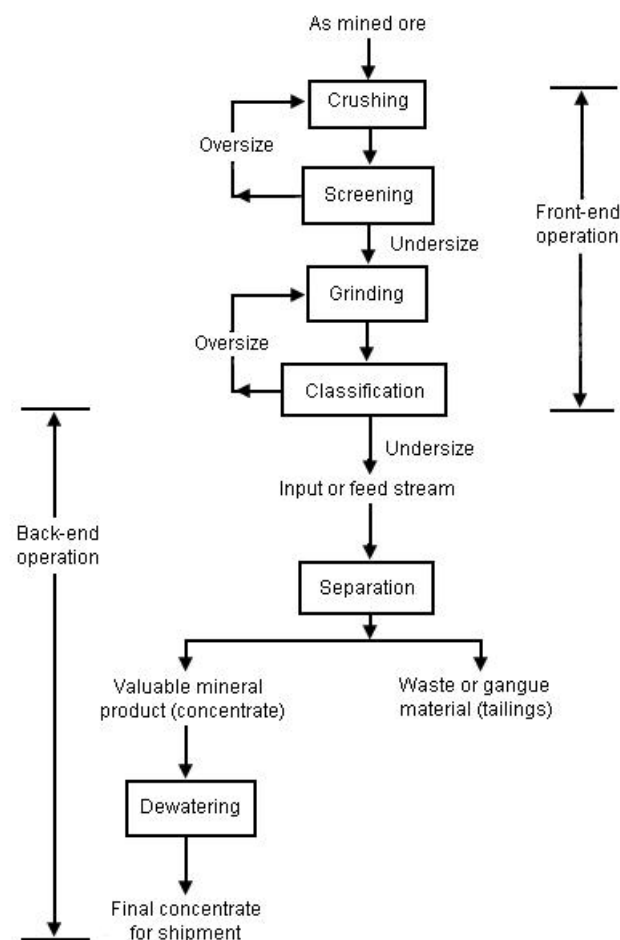 As mined ore
Crushing
Oversize
Screening
Front-end
operation
Undersize
Grinding
Oversize
Classification
Undersize
Input or feed stream
Back-end
operation
Separation
Valuable mineral
product (concentrate)
Waste or gangue
material (tailings)
Dewatering
Final concentrate
for shipment